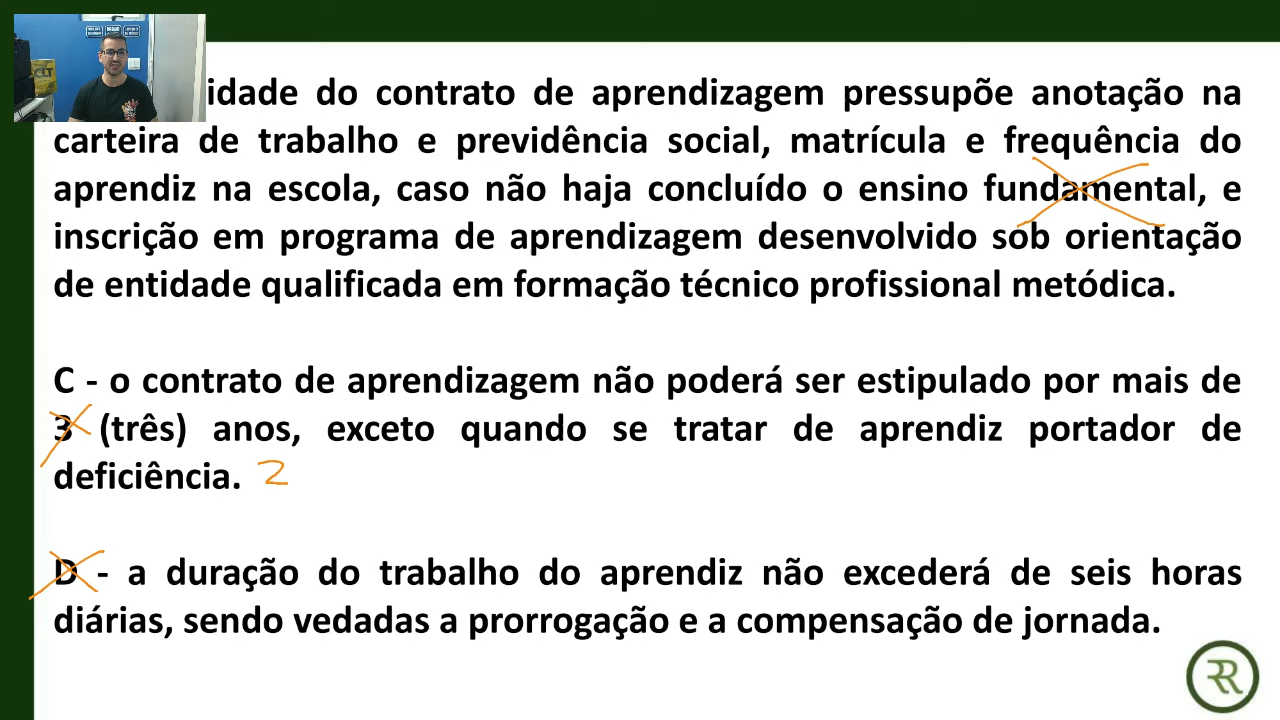 idade do contrato de aprendizagem pressupõe anotação na
carteira de trabalho e previdência social, matrícula e frequência do
aprendiz na escola, caso não haja concluído o ensino fundamental, e
inscrição em programa de aprendizagem desenvolvido sob orientação
de entidade qualificada em formação técnico profissional metódica.
C - o contrato de aprendizagem não poderá ser estipulado por mais de
3 (três) anos, exceto quando se tratar de aprendiz portador de
deficiência. 2
D - a duração do trabalho do aprendiz não excederá de seis horas
diárias, sendo vedadas a prorrogação e a compensação de jornada.